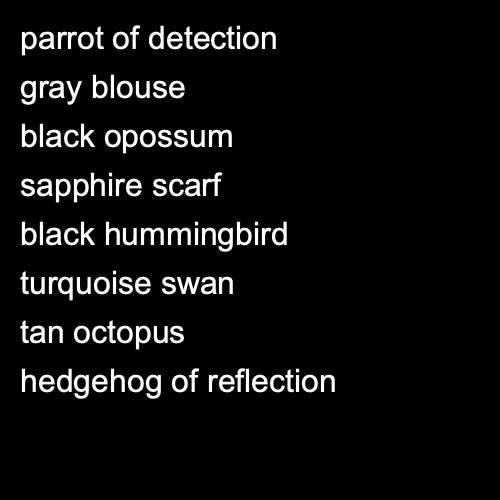 parrot of detection
gray blouse
black opossum
sapphire scarf
black hummingbird
turquoise swan
tan octopus
hedgehog of reflection